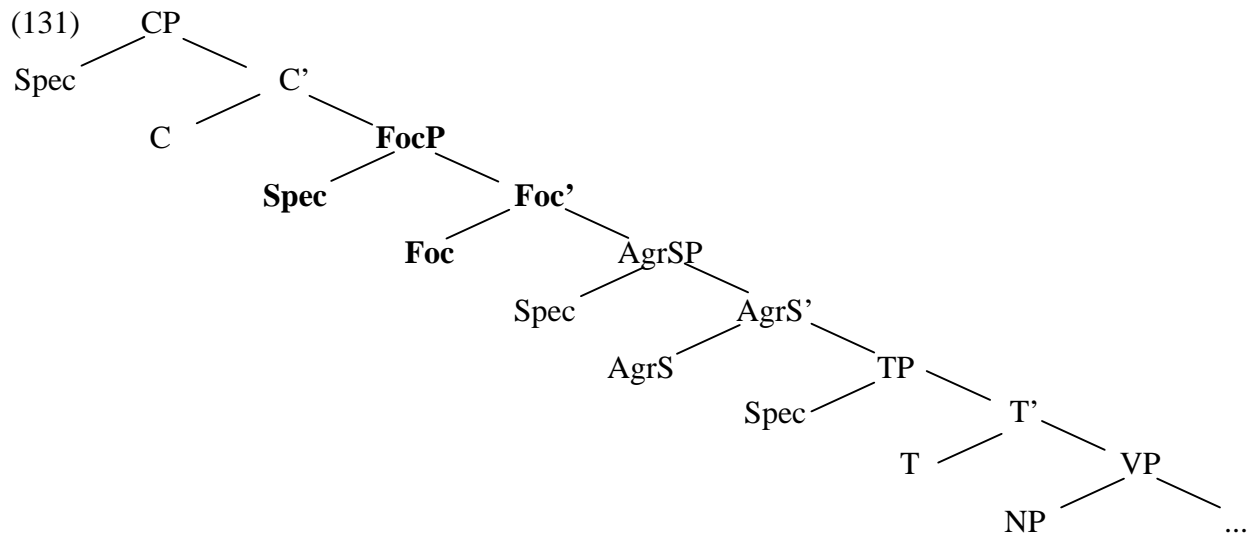 (131) CP
Spec C’
C FocP
Spec Foc’
Foc AgrSP
Spec AgrS’
AgrS TP
Spec T’
T VP
NP ...